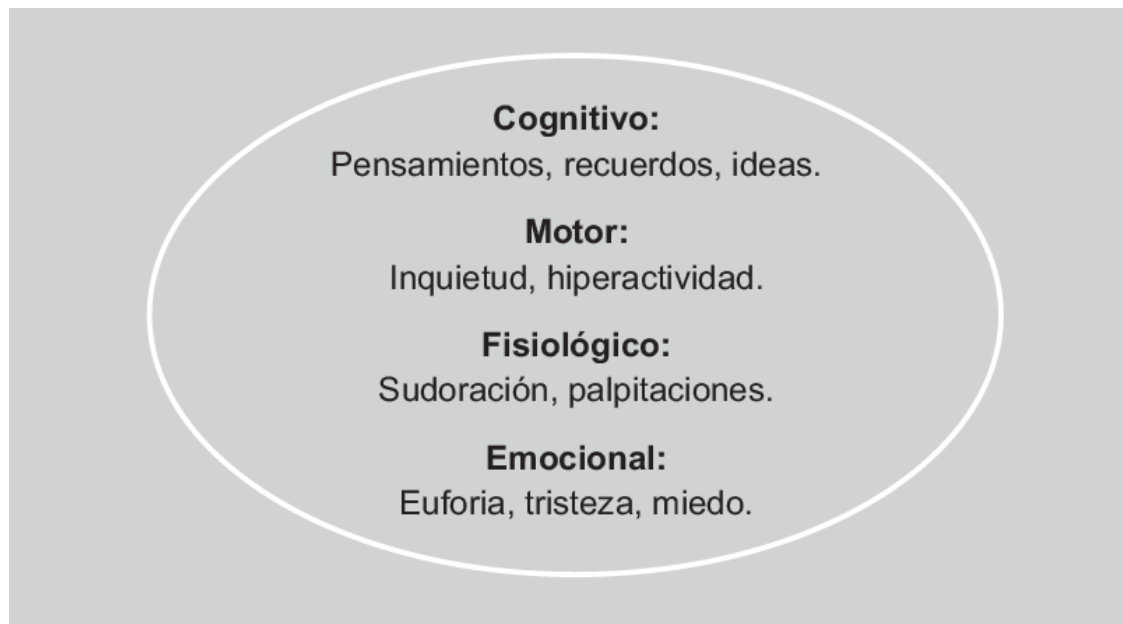 Cognitivo:
Pensamientos, recuerdos, ideas.
Motor:
Inquietud, hiperactividad.
Fisiológico:
Sudoración, palpitaciones.
Emocional:
Euforia, tristeza, miedo.